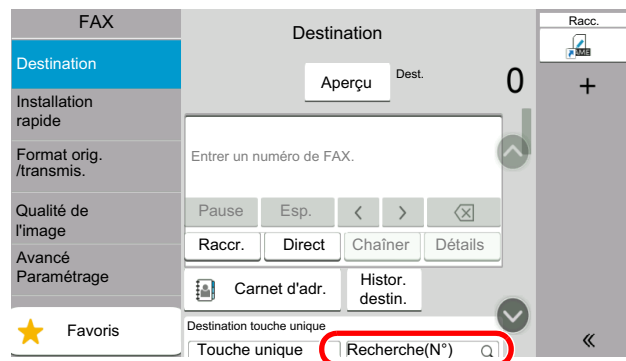 FAX
Destination
Installation
rapide
Format orig.
/transmis.
Qualité de
l'image
Avancé
Paramétrage
Favoris
Destination
Aperçu
Dest.
0
Entrer un numéro de FAX.
Pause Esp. < >
Raccr. Direct Chaîner Détails
Carnet d'adr.
Histor.
destin.
Destination touche unique
Touche unique Recherche(N°)
Racc.
+
«